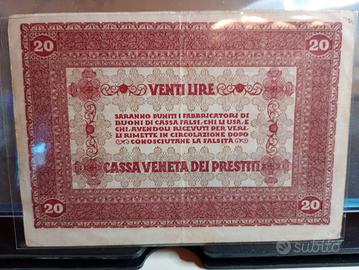 20 20
VENTI LIRE
SARANNO PUNITI I FABBRICATORI DI
BUONI DI CASSA FALSI, CHI LI USA, E
CHI, AVENDOLI RICEVUTI PER VERI,
LI RIMETTE IN CIRCOLAZIONE DOPO
CONOSCIUTANE LA FALSITÀ
CASSA VENETA DEI PRESTITI
20 20
subito